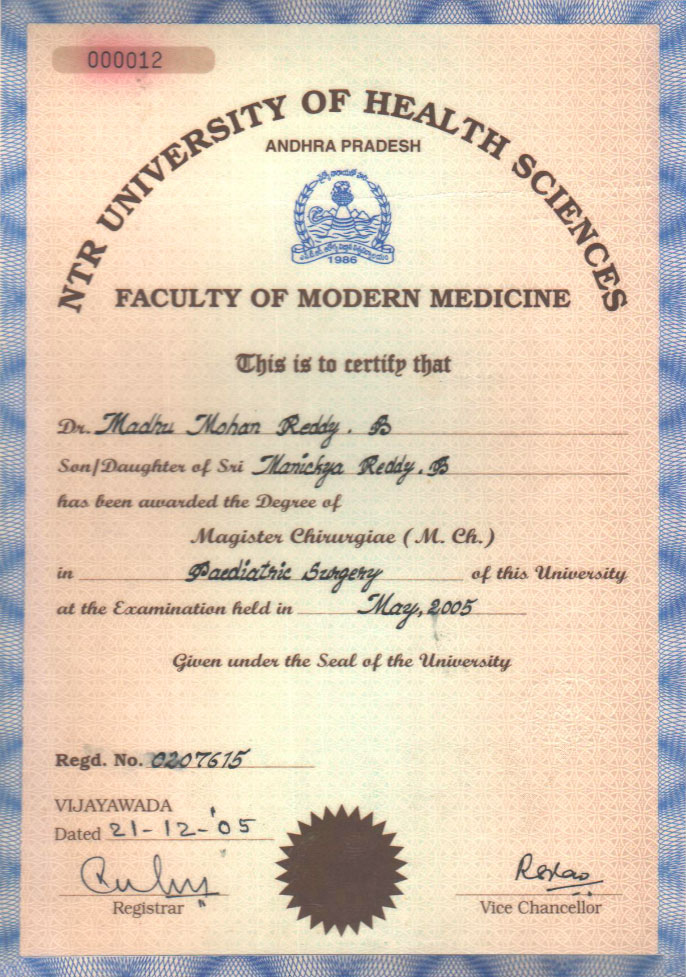 000012
NTR UNIVERSITY OF HEALTH SCIENCES
ANDHRA PRADESH
1986
FACULTY OF MODERN MEDICINE
This is to certify that
Dr. Madhu Mohan Reddy. B
Son/Daughter of Sri Manickya Reddy. B
has been awarded the Degree of
Magister Chirurgiae (M. Ch.)
in Paediatric Surgery of this University
at the Examination held in May, 2005
Given under the Seal of the University
Regd. No. 0207615
VIJAYAWADA
Dated 21-12-'05
Registrar
Vice Chancellor